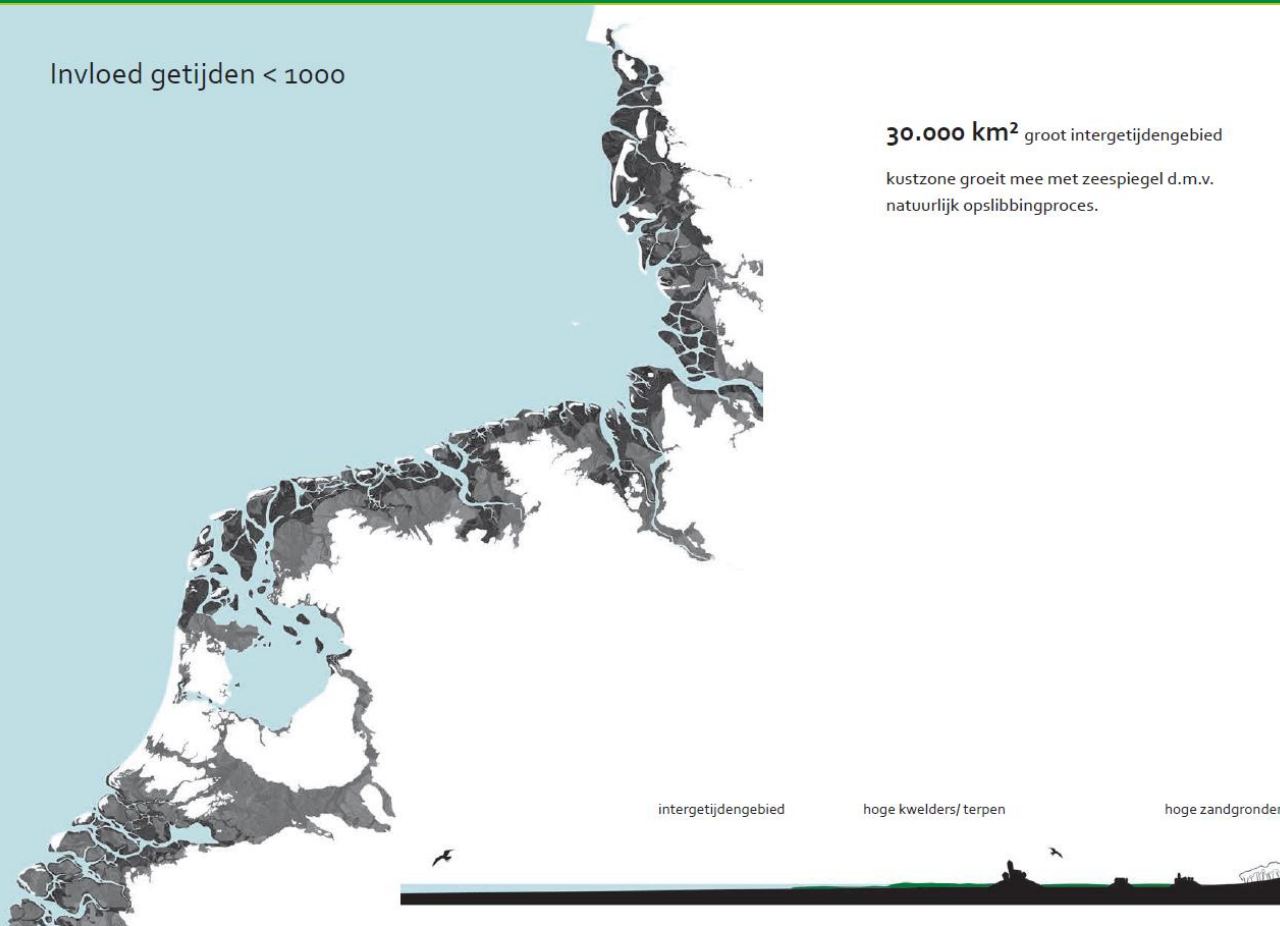 Invloed getijden < 1000
30.000 km² groot intergetijdengebied
kustzone groeit mee met zeespiegel d.m.v.
natuurlijk opslibbingproces.
intergetijdengebied
hoge kwelders/ terpen
hoge zandgronden